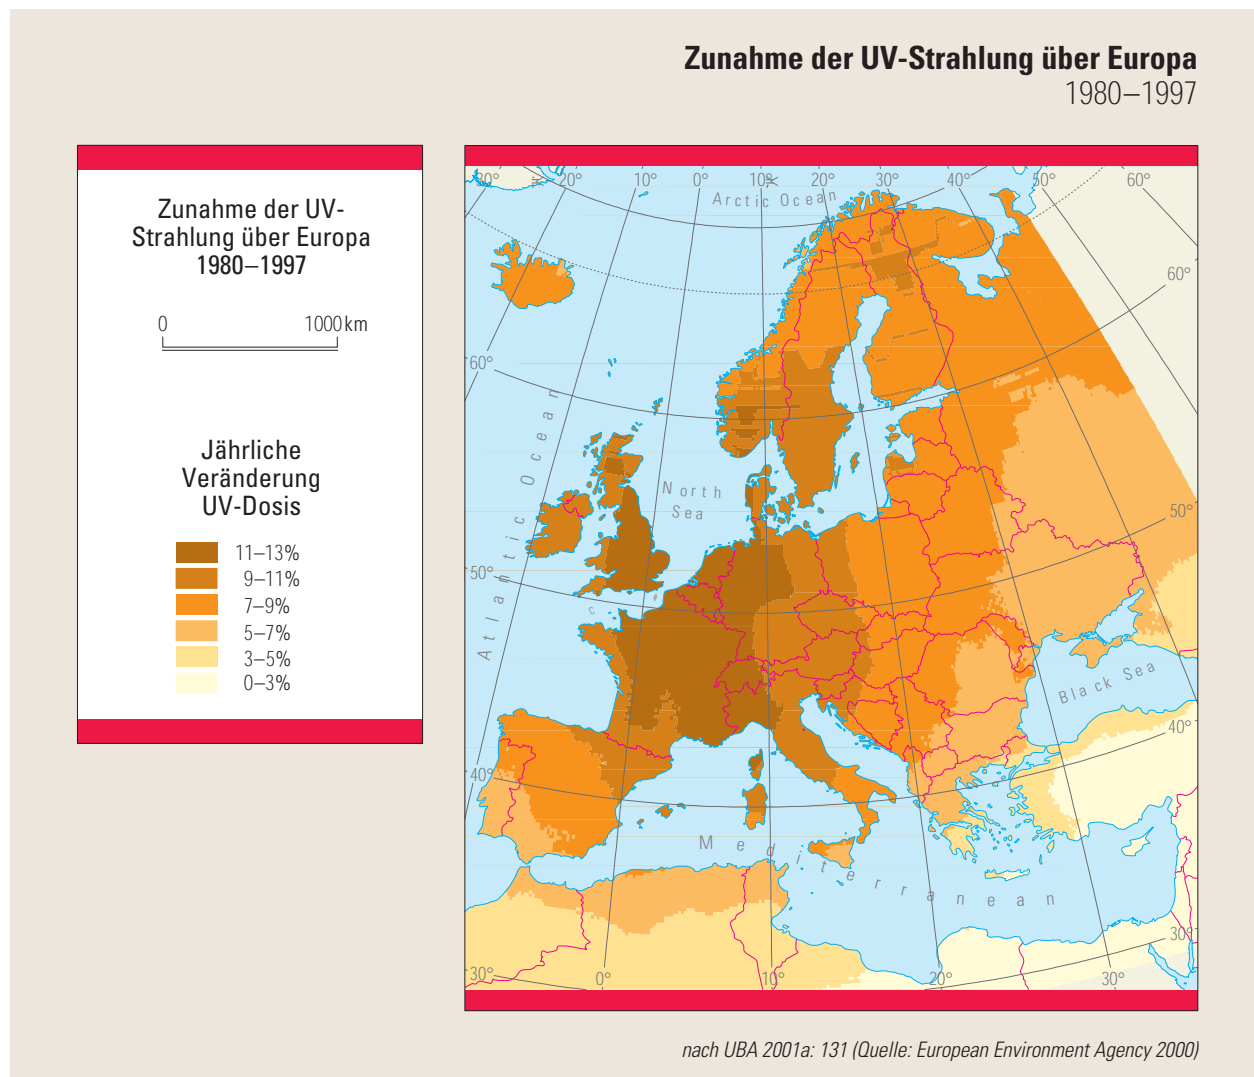 Zunahme der UV-Strahlung über Europa
1980–1997
Zunahme der UV-
Strahlung über Europa
1980–1997
0 1000 km
Jährliche
Veränderung
UV-Dosis
11–13%
9–11%
7–9%
5–7%
3–5%
0–3%
30° 20° 10° 0° 10° 20° 30° 40° 50° 60°
Arctic Ocean
60°
60°
Atlantic Ocean
North
Sea
50°
50°
Black Sea
40°
40°
Mediterranean
30°
30°
0° 10° 20° 30°
nach UBA 2001a: 131 (Quelle: European Environment Agency 2000)